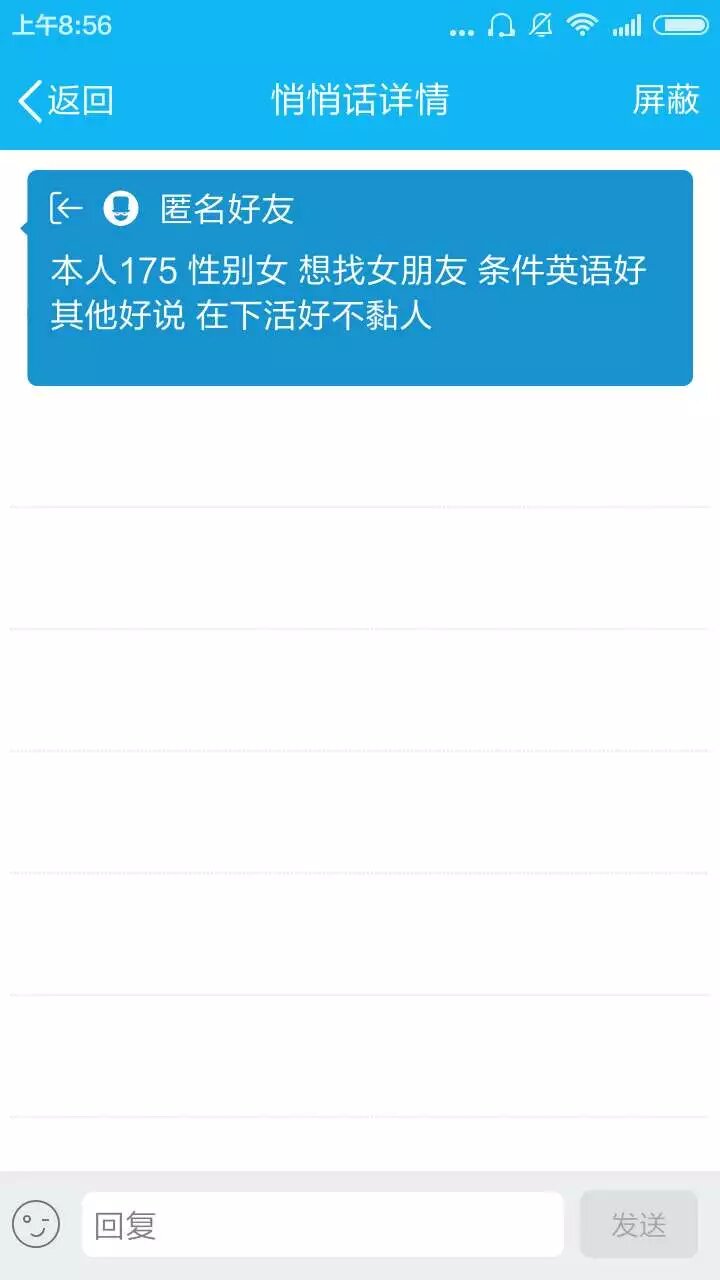 上午8:56
返回
悄悄话详情
屏蔽
匿名好友
本人175 性别女 想找女朋友 条件英语好
其他好说 在下活好不黏人
回复
发送